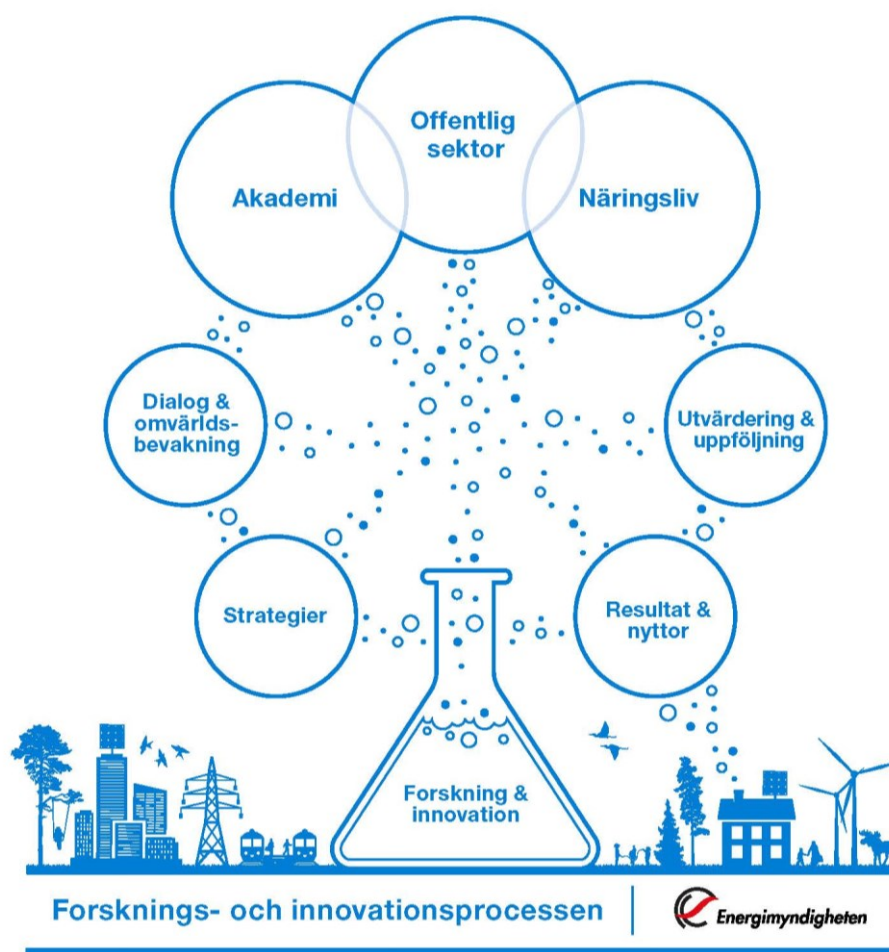 Offentlig
sektor
Akademi
Näringsliv
Dialog &
omvärlds-
bevakning
Utvärdering &
uppföljning
Strategier
Resultat &
nyttor
Forskning &
innovation
Forsknings- och innovationsprocessen
Energimyndigheten